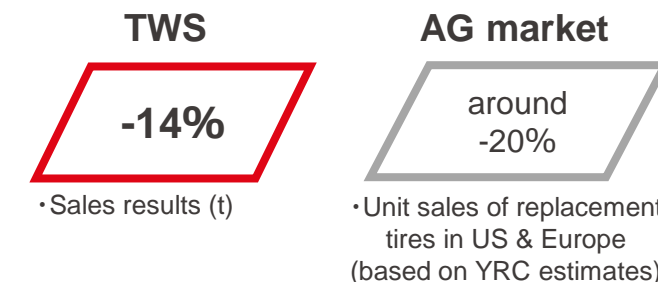 TWS
AG market
-14%
around
-20%
・Sales results (t)
・Unit sales of replacement
tires in US & Europe
(based on YRC estimates)